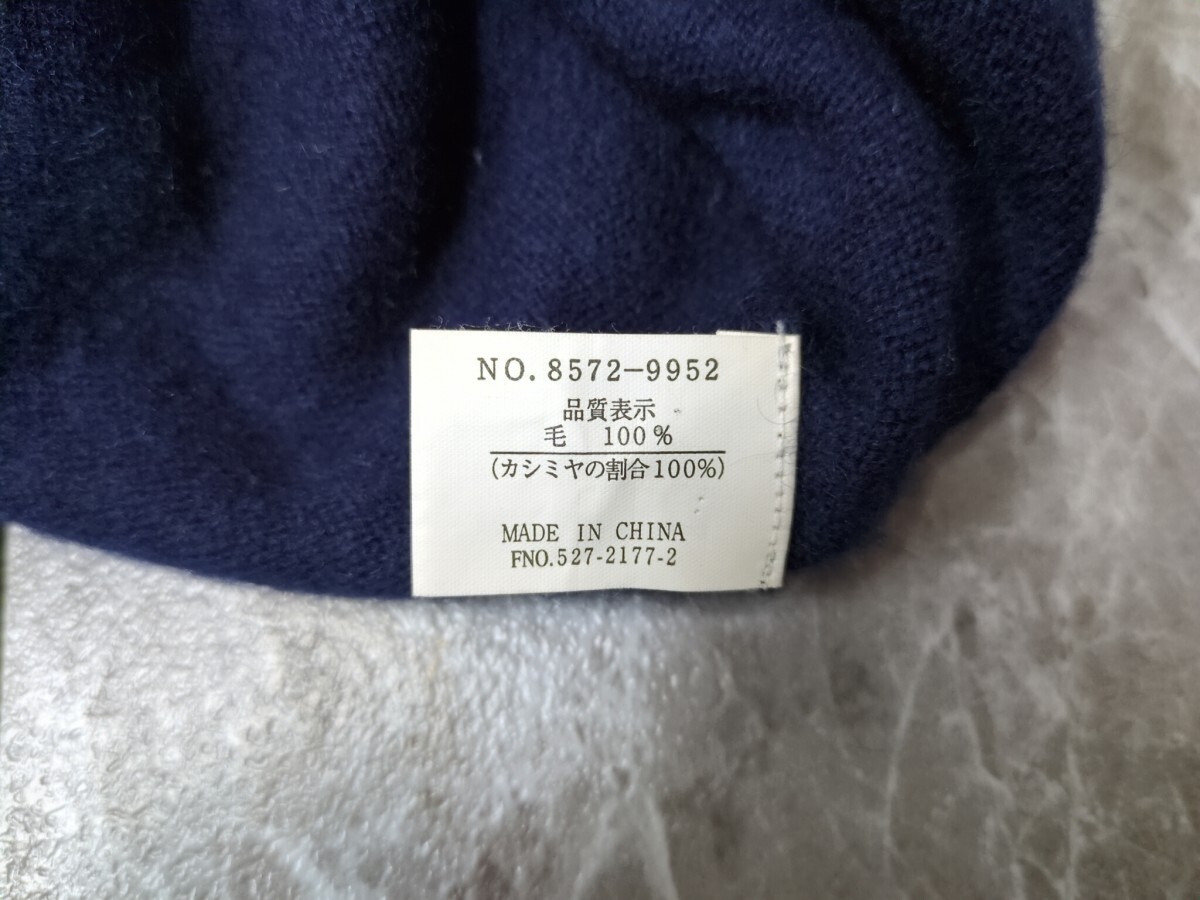 NO.8572-9952
品質表示
毛 100%
(カシミヤの割合100%)
MADE IN CHINA
FNO.527-2177-2